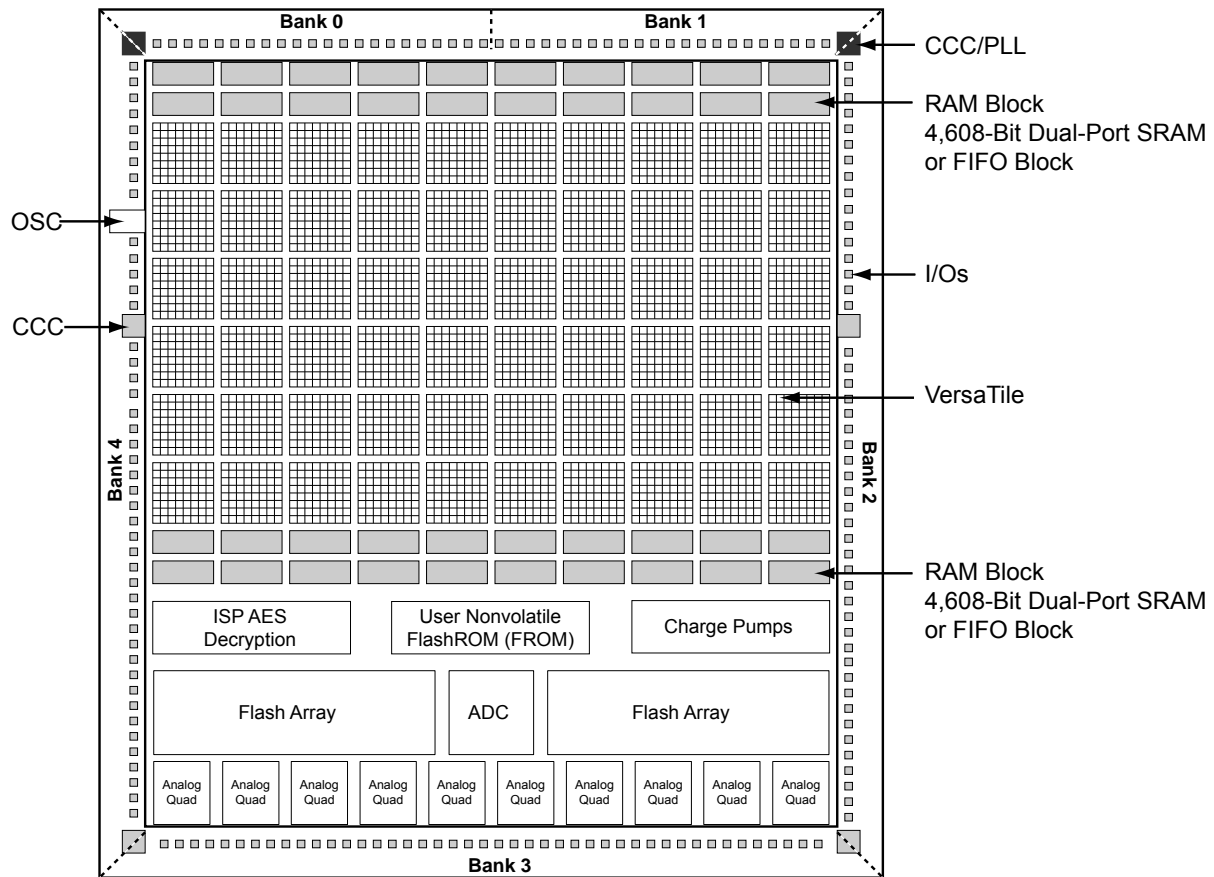 Bank 0
Bank 1
CCC/PLL
RAM Block
4,608-Bit Dual-Port SRAM
or FIFO Block
OSC
I/Os
CCC
VersaTile
Bank 4
Bank 2
RAM Block
4,608-Bit Dual-Port SRAM
or FIFO Block
ISP AES
Decryption
User Nonvolatile
FlashROM (FROM)
Charge Pumps
Flash Array
ADC
Flash Array
Analog
Quad
Analog
Quad
Analog
Quad
Analog
Quad
Analog
Quad
Analog
Quad
Analog
Quad
Analog
Quad
Analog
Quad
Analog
Quad
Bank 3